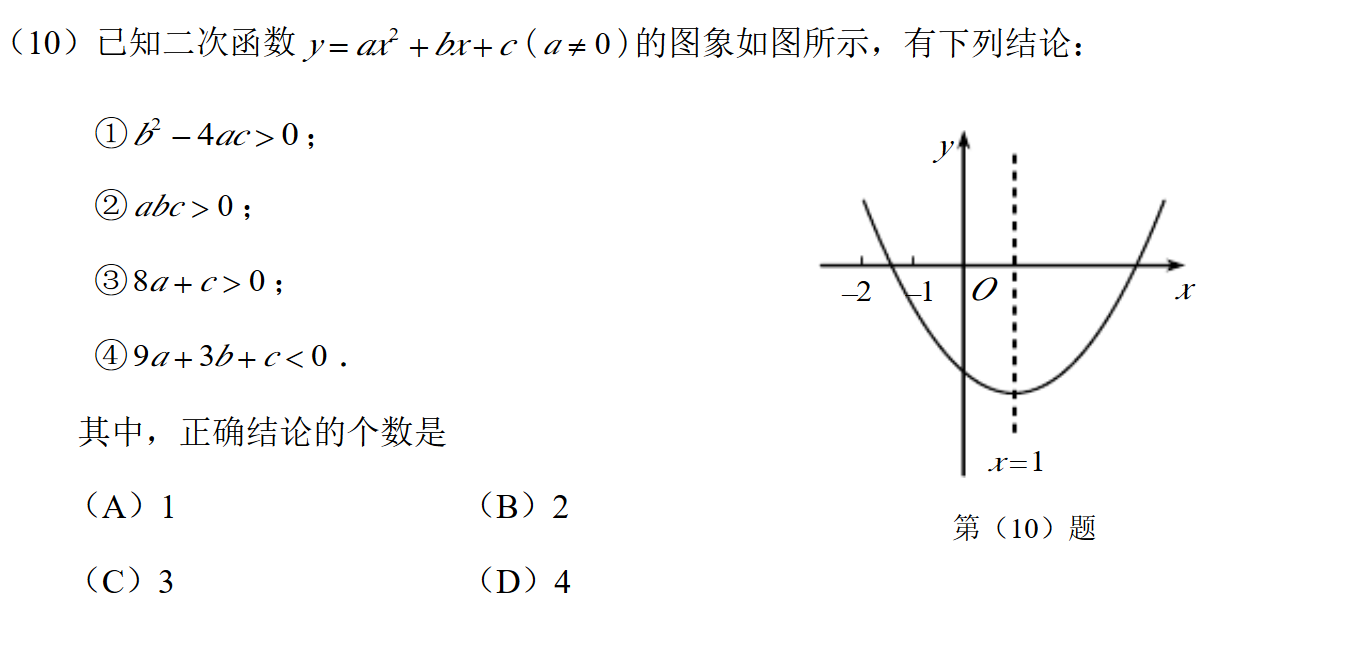 （10）已知二次函数 y = ax² + bx + c ( a ≠ 0 ) 的图象如图所示，有下列结论：
① b² − 4ac > 0；
② abc > 0；
③ 8a + c > 0；
④ 9a + 3b + c < 0．
其中，正确结论的个数是
（A）1 （B）2
（C）3 （D）4
y
–2 –1 O x
x=1
第（10）题